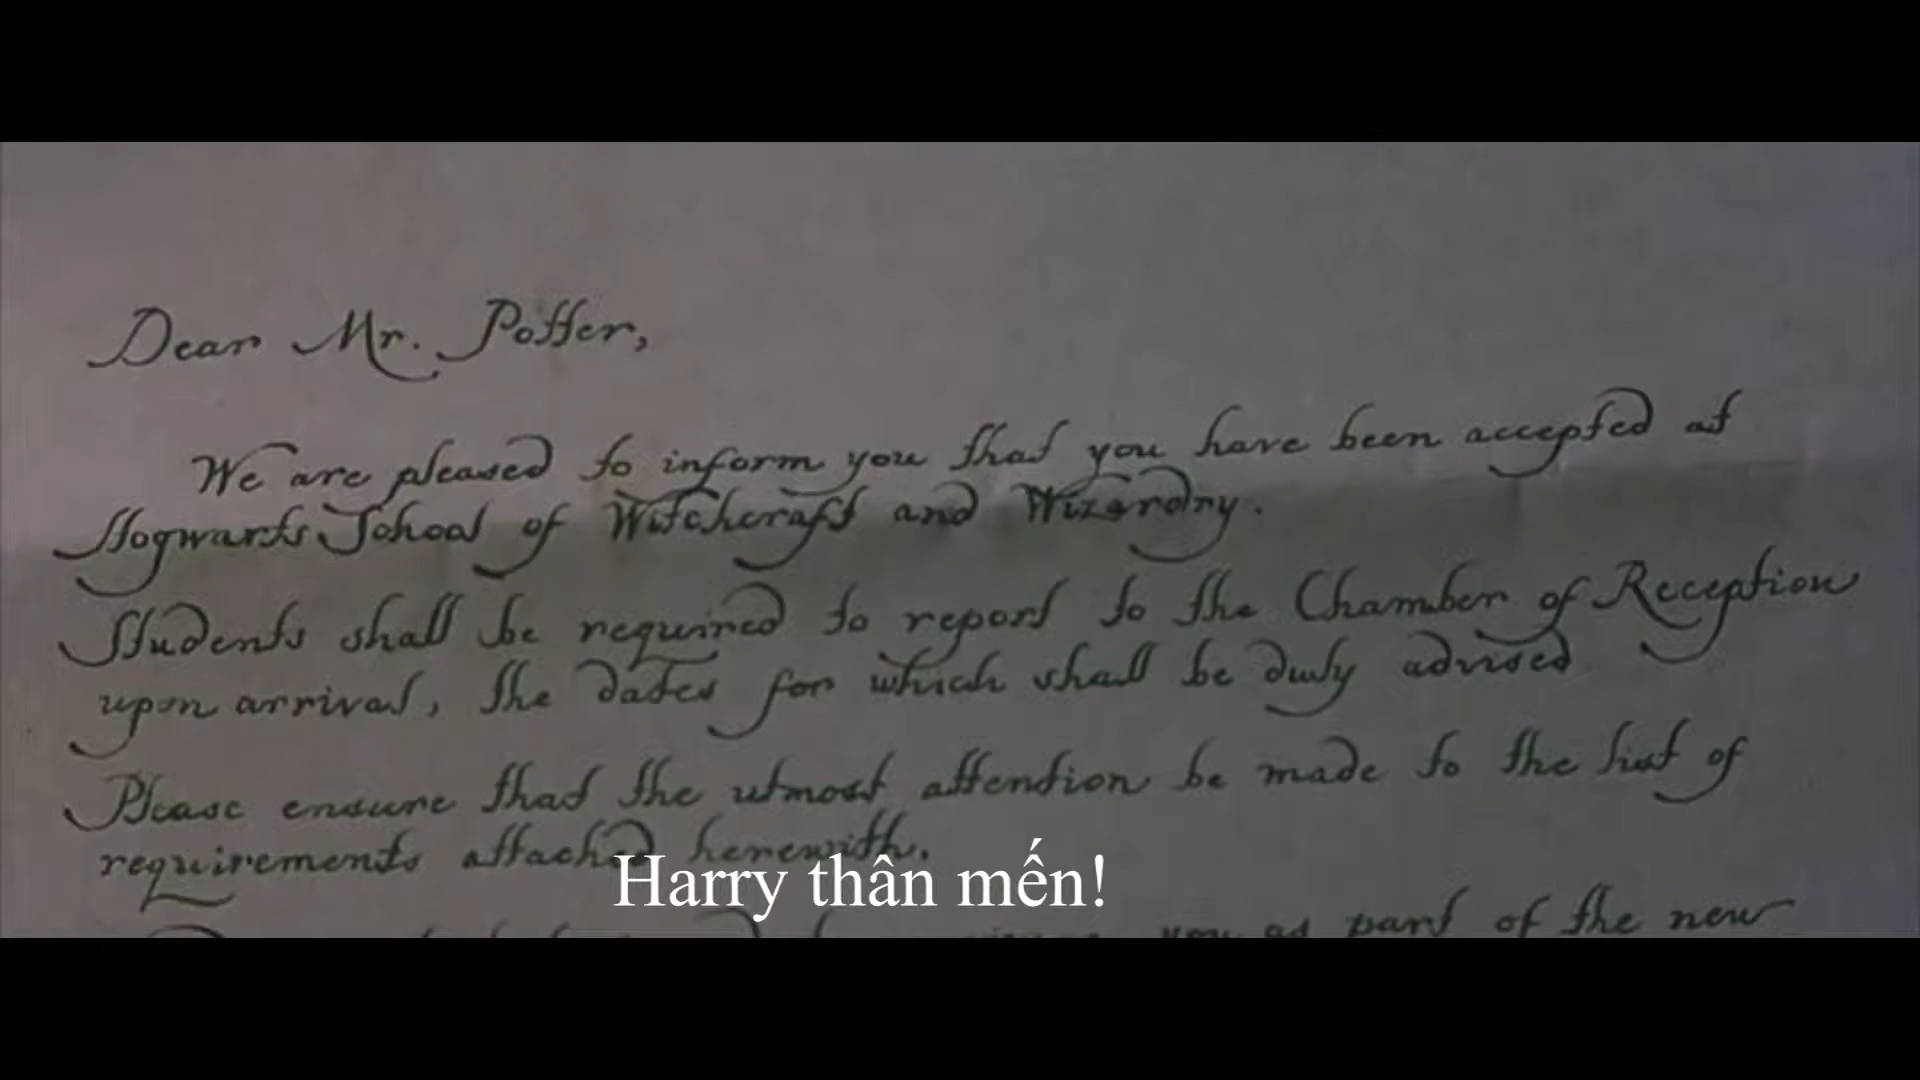 Dear Mr. Potter,
We are pleased to inform you that you have been accepted at
Hogwarts School of Witchcraft and Wizardry.
Students shall be required to report to the Chamber of Reception
upon arrival, the dates for which shall be duly advised.
Please ensure that the utmost attention be made to the list of
requirements attached herewith.
Harry thân mến!
you as part of the new